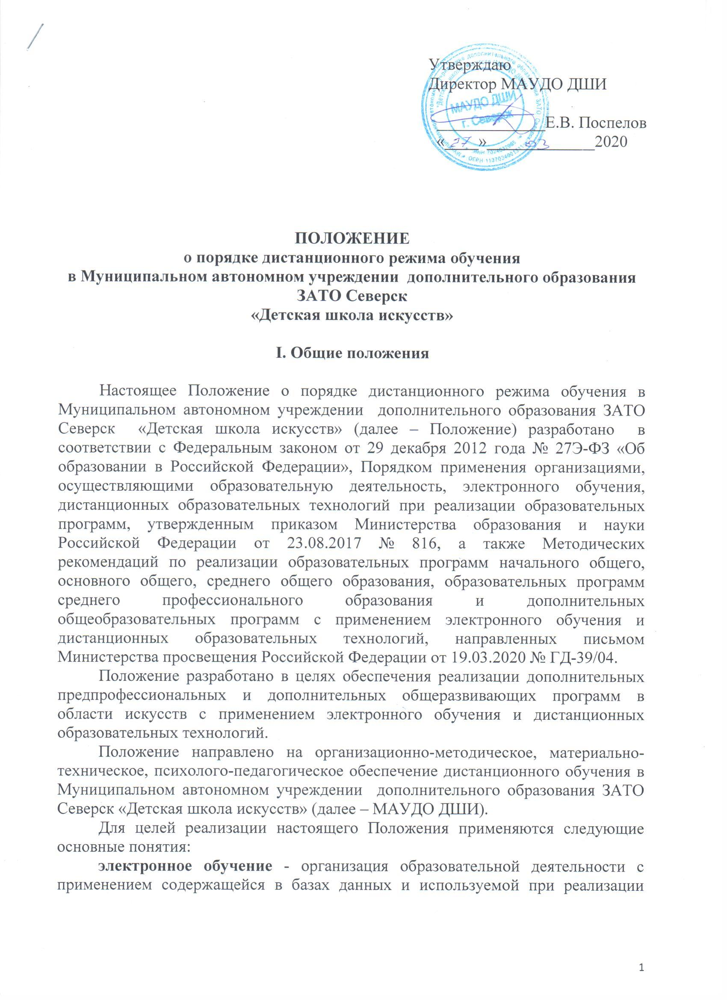 Утверждаю
Директор МАУДО ДШИ
МАУДО ДШИ
г. Северск
Е.В. Поспелов
«27» 03 2020
ПОЛОЖЕНИЕ
о порядке дистанционного режима обучения
в Муниципальном автономном учреждении дополнительного образования
ЗАТО Северск
«Детская школа искусств»
I. Общие положения
Настоящее Положение о порядке дистанционного режима обучения в
Муниципальном автономном учреждении дополнительного образования ЗАТО
Северск «Детская школа искусств» (далее – Положение) разработано в
соответствии с Федеральным законом от 29 декабря 2012 года № 27Э-ФЗ «Об
образовании в Российской Федерации», Порядком применения организациями,
осуществляющими образовательную деятельность, электронного обучения,
дистанционных образовательных технологий при реализации образовательных
программ, утвержденным приказом Министерства образования и науки
Российской Федерации от 23.08.2017 № 816, а также Методических
рекомендаций по реализации образовательных программ начального общего,
основного общего, среднего общего образования, образовательных программ
среднего профессионального образования и дополнительных
общеобразовательных программ с применением электронного обучения и
дистанционных образовательных технологий, направленных письмом
Министерства просвещения Российской Федерации от 19.03.2020 № ГД-39/04.
Положение разработано в целях обеспечения реализации дополнительных
предпрофессиональных и дополнительных общеразвивающих программ в
области искусств с применением электронного обучения и дистанционных
образовательных технологий.
Положение направлено на организационно-методическое, материально-
техническое, психолого-педагогическое обеспечение дистанционного обучения в
Муниципальном автономном учреждении дополнительного образования ЗАТО
Северск «Детская школа искусств» (далее – МАУДО ДШИ).
Для целей реализации настоящего Положения применяются следующие
основные понятия:
электронное обучение - организация образовательной деятельности с
применением содержащейся в базах данных и используемой при реализации
1